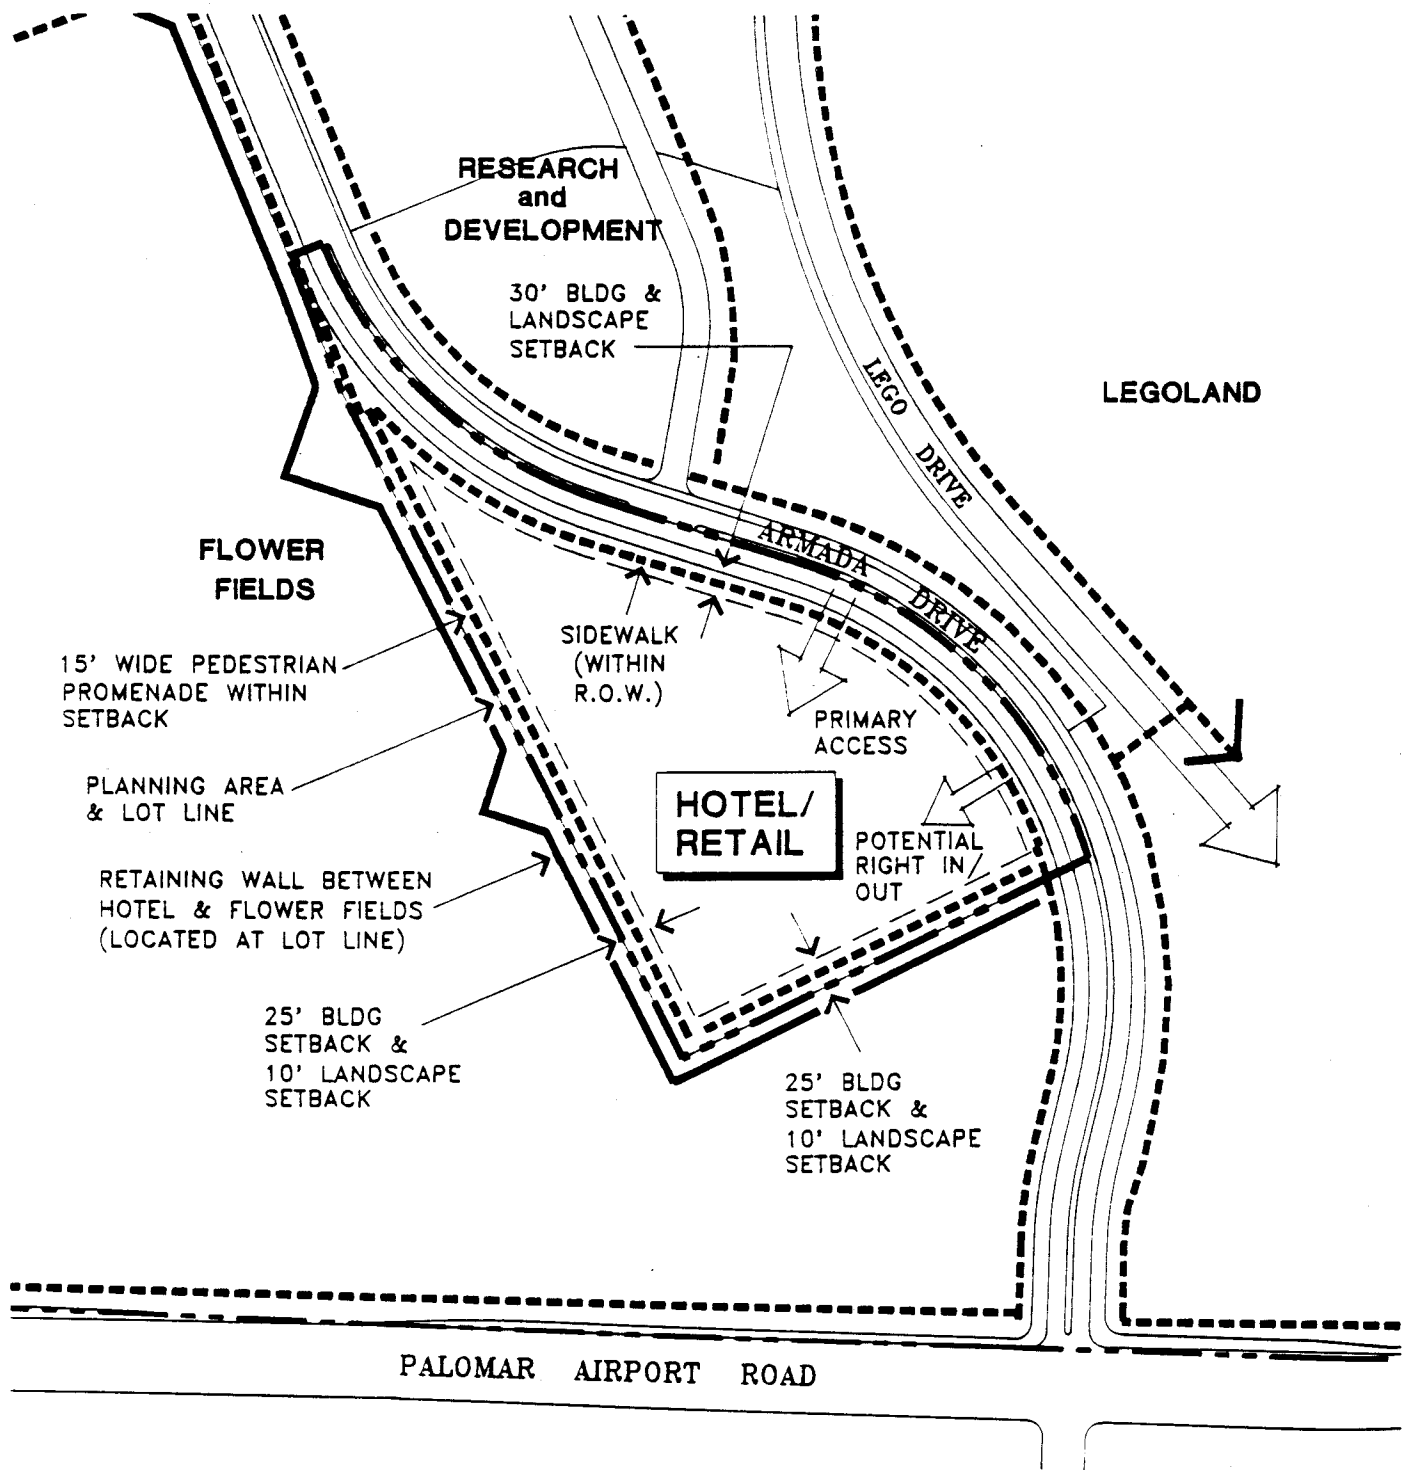 RESEARCH
and
DEVELOPMENT
30' BLDG &
LANDSCAPE
SETBACK
LEGO DRIVE
LEGOLAND
ARMADA DRIVE
FLOWER
FIELDS
SIDEWALK
(WITHIN
R.O.W.)
15' WIDE PEDESTRIAN
PROMENADE WITHIN
SETBACK
PRIMARY
ACCESS
PLANNING AREA
& LOT LINE
HOTEL/
RETAIL
POTENTIAL
RIGHT IN/
OUT
RETAINING WALL BETWEEN
HOTEL & FLOWER FIELDS
(LOCATED AT LOT LINE)
25' BLDG
SETBACK &
10' LANDSCAPE
SETBACK
25' BLDG
SETBACK &
10' LANDSCAPE
SETBACK
PALOMAR AIRPORT ROAD